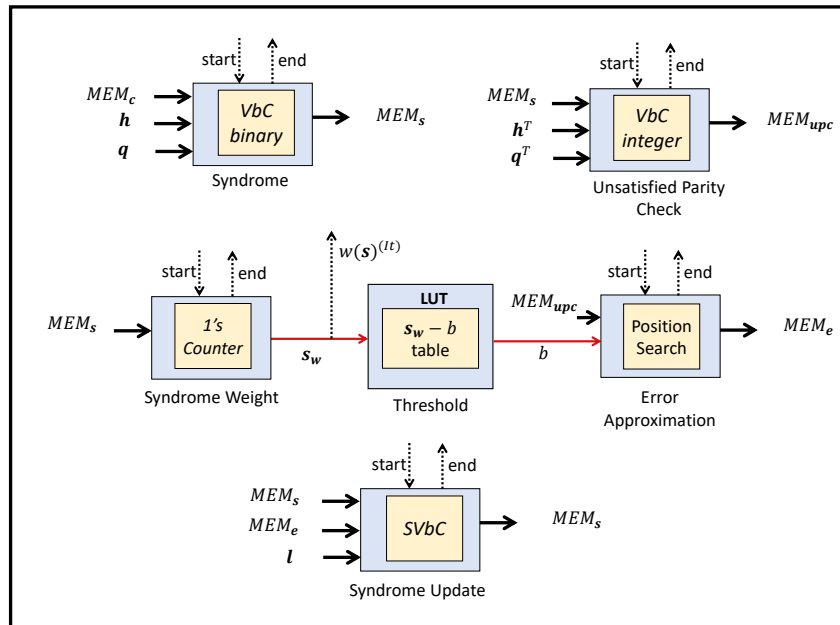 start
end
MEM_c
h
q
VbC
binary
MEM_s
Syndrome
start
end
MEM_s
h^T
q^T
VbC
integer
MEM_upc
Unsatisfied Parity
Check
start
end
w(s)^(It)
MEM_s
1's
Counter
s_w
Syndrome Weight
LUT
s_w − b
table
Threshold
b
start
end
MEM_upc
Position
Search
MEM_e
Error
Approximation
start
end
MEM_s
MEM_e
l
SVbC
MEM_s
Syndrome Update